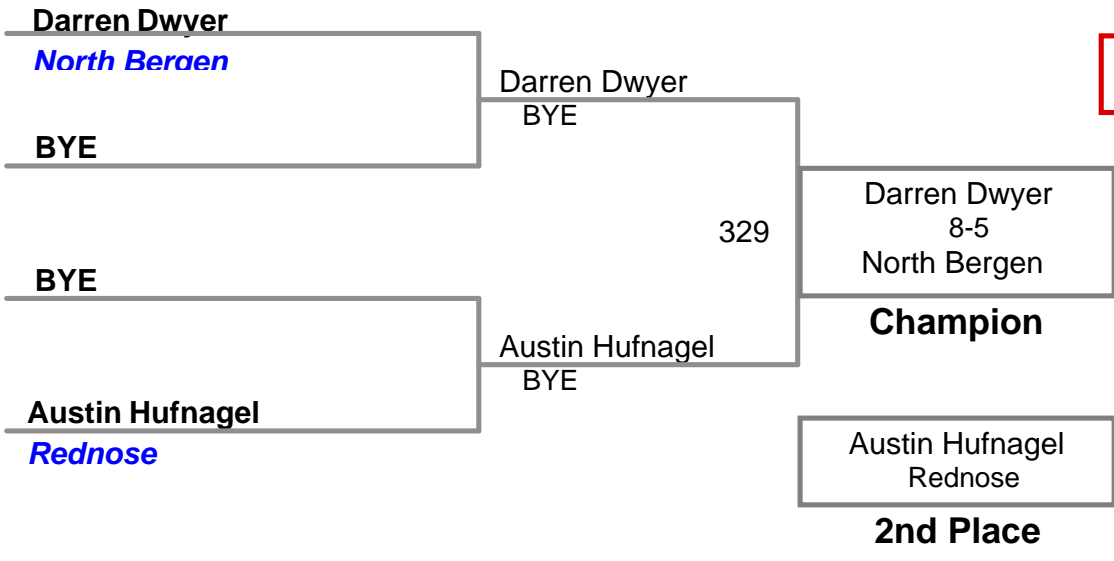 Darren Dwyer
North Bergen
BYE
BYE
Austin Hufnagel
Rednose
Darren Dwyer
BYE
Austin Hufnagel
BYE
329
Darren Dwyer
8-5
North Bergen
Champion
Austin Hufnagel
Rednose
2nd Place